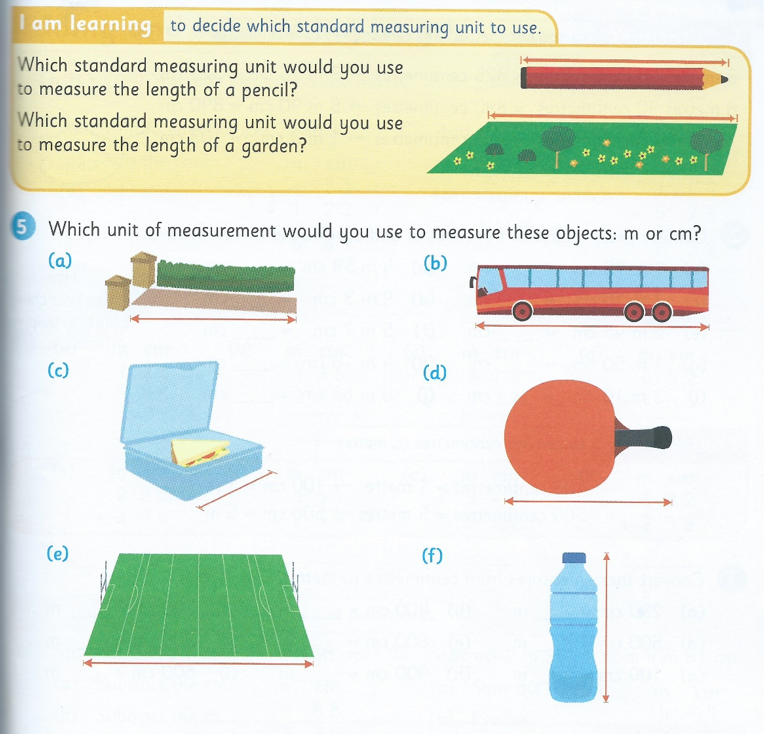 I am learning to decide which standard measuring unit to use.
Which standard measuring unit would you use
to measure the length of a pencil?
Which standard measuring unit would you use
to measure the length of a garden?
5 Which unit of measurement would you use to measure these objects: m or cm?
(a)
(b)
(c)
(d)
(e)
(f)